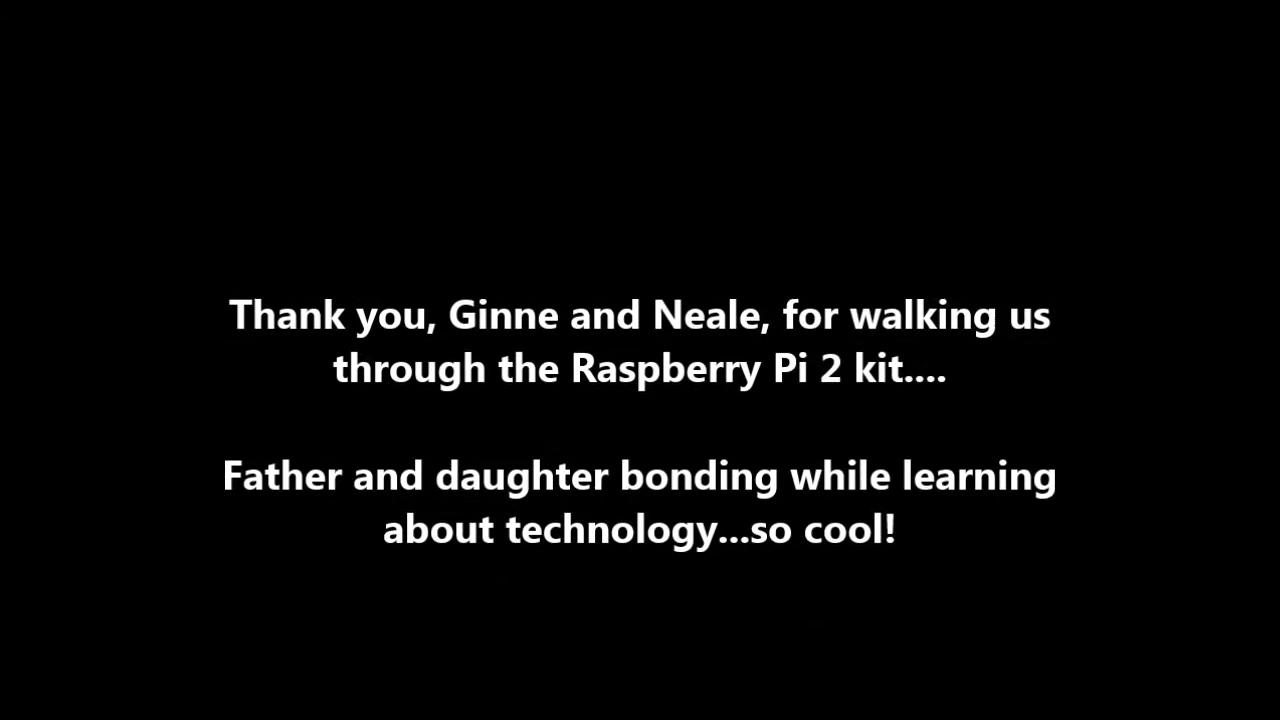 Thank you, Ginne and Neale, for walking us
through the Raspberry Pi 2 kit....
Father and daughter bonding while learning
about technology...so cool!